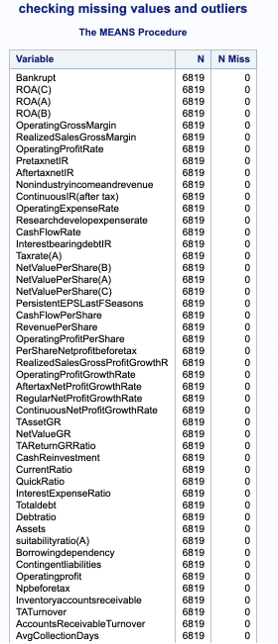 checking missing values and outliers
The MEANS Procedure
Variable N N Miss
Bankrupt 6819 0
ROA(C) 6819 0
ROA(A) 6819 0
ROA(B) 6819 0
OperatingGrossMargin 6819 0
RealizedSalesGrossMargin 6819 0
OperatingProfitRate 6819 0
PretaxnetIR 6819 0
AftertaxnetIR 6819 0
Nonindustryincomeandrevenue 6819 0
ContinuousIR(after tax) 6819 0
OperatingExpenseRate 6819 0
Researchdevelopexpenserate 6819 0
CashFlowRate 6819 0
InterestbearingdebtIR 6819 0
Taxrate(A) 6819 0
NetValuePerShare(B) 6819 0
NetValuePerShare(A) 6819 0
NetValuePerShare(C) 6819 0
PersistentEPSLastFSeasons 6819 0
CashFlowPerShare 6819 0
RevenuePerShare 6819 0
OperatingProfitPerShare 6819 0
PerShareNetprofitbeforetax 6819 0
RealizedSalesGrossProfitGrowthR 6819 0
OperatingProfitGrowthRate 6819 0
AftertaxNetProfitGrowthRate 6819 0
RegularNetProfitGrowthRate 6819 0
ContinuousNetProfitGrowthRate 6819 0
TAssetGR 6819 0
NetValueGR 6819 0
TAReturnGRRatio 6819 0
CashReinvestment 6819 0
CurrentRatio 6819 0
QuickRatio 6819 0
InterestExpenseRatio 6819 0
Totaldebt 6819 0
Debtratio 6819 0
Assets 6819 0
suitabilityratio(A) 6819 0
Borrowingdependency 6819 0
Contingentliabilities 6819 0
Operatingprofit 6819 0
Npbeforetax 6819 0
Inventoryaccountsreceivable 6819 0
TATurnover 6819 0
AccountsReceivableTurnover 6819 0
AvgCollectionDays 6819 0